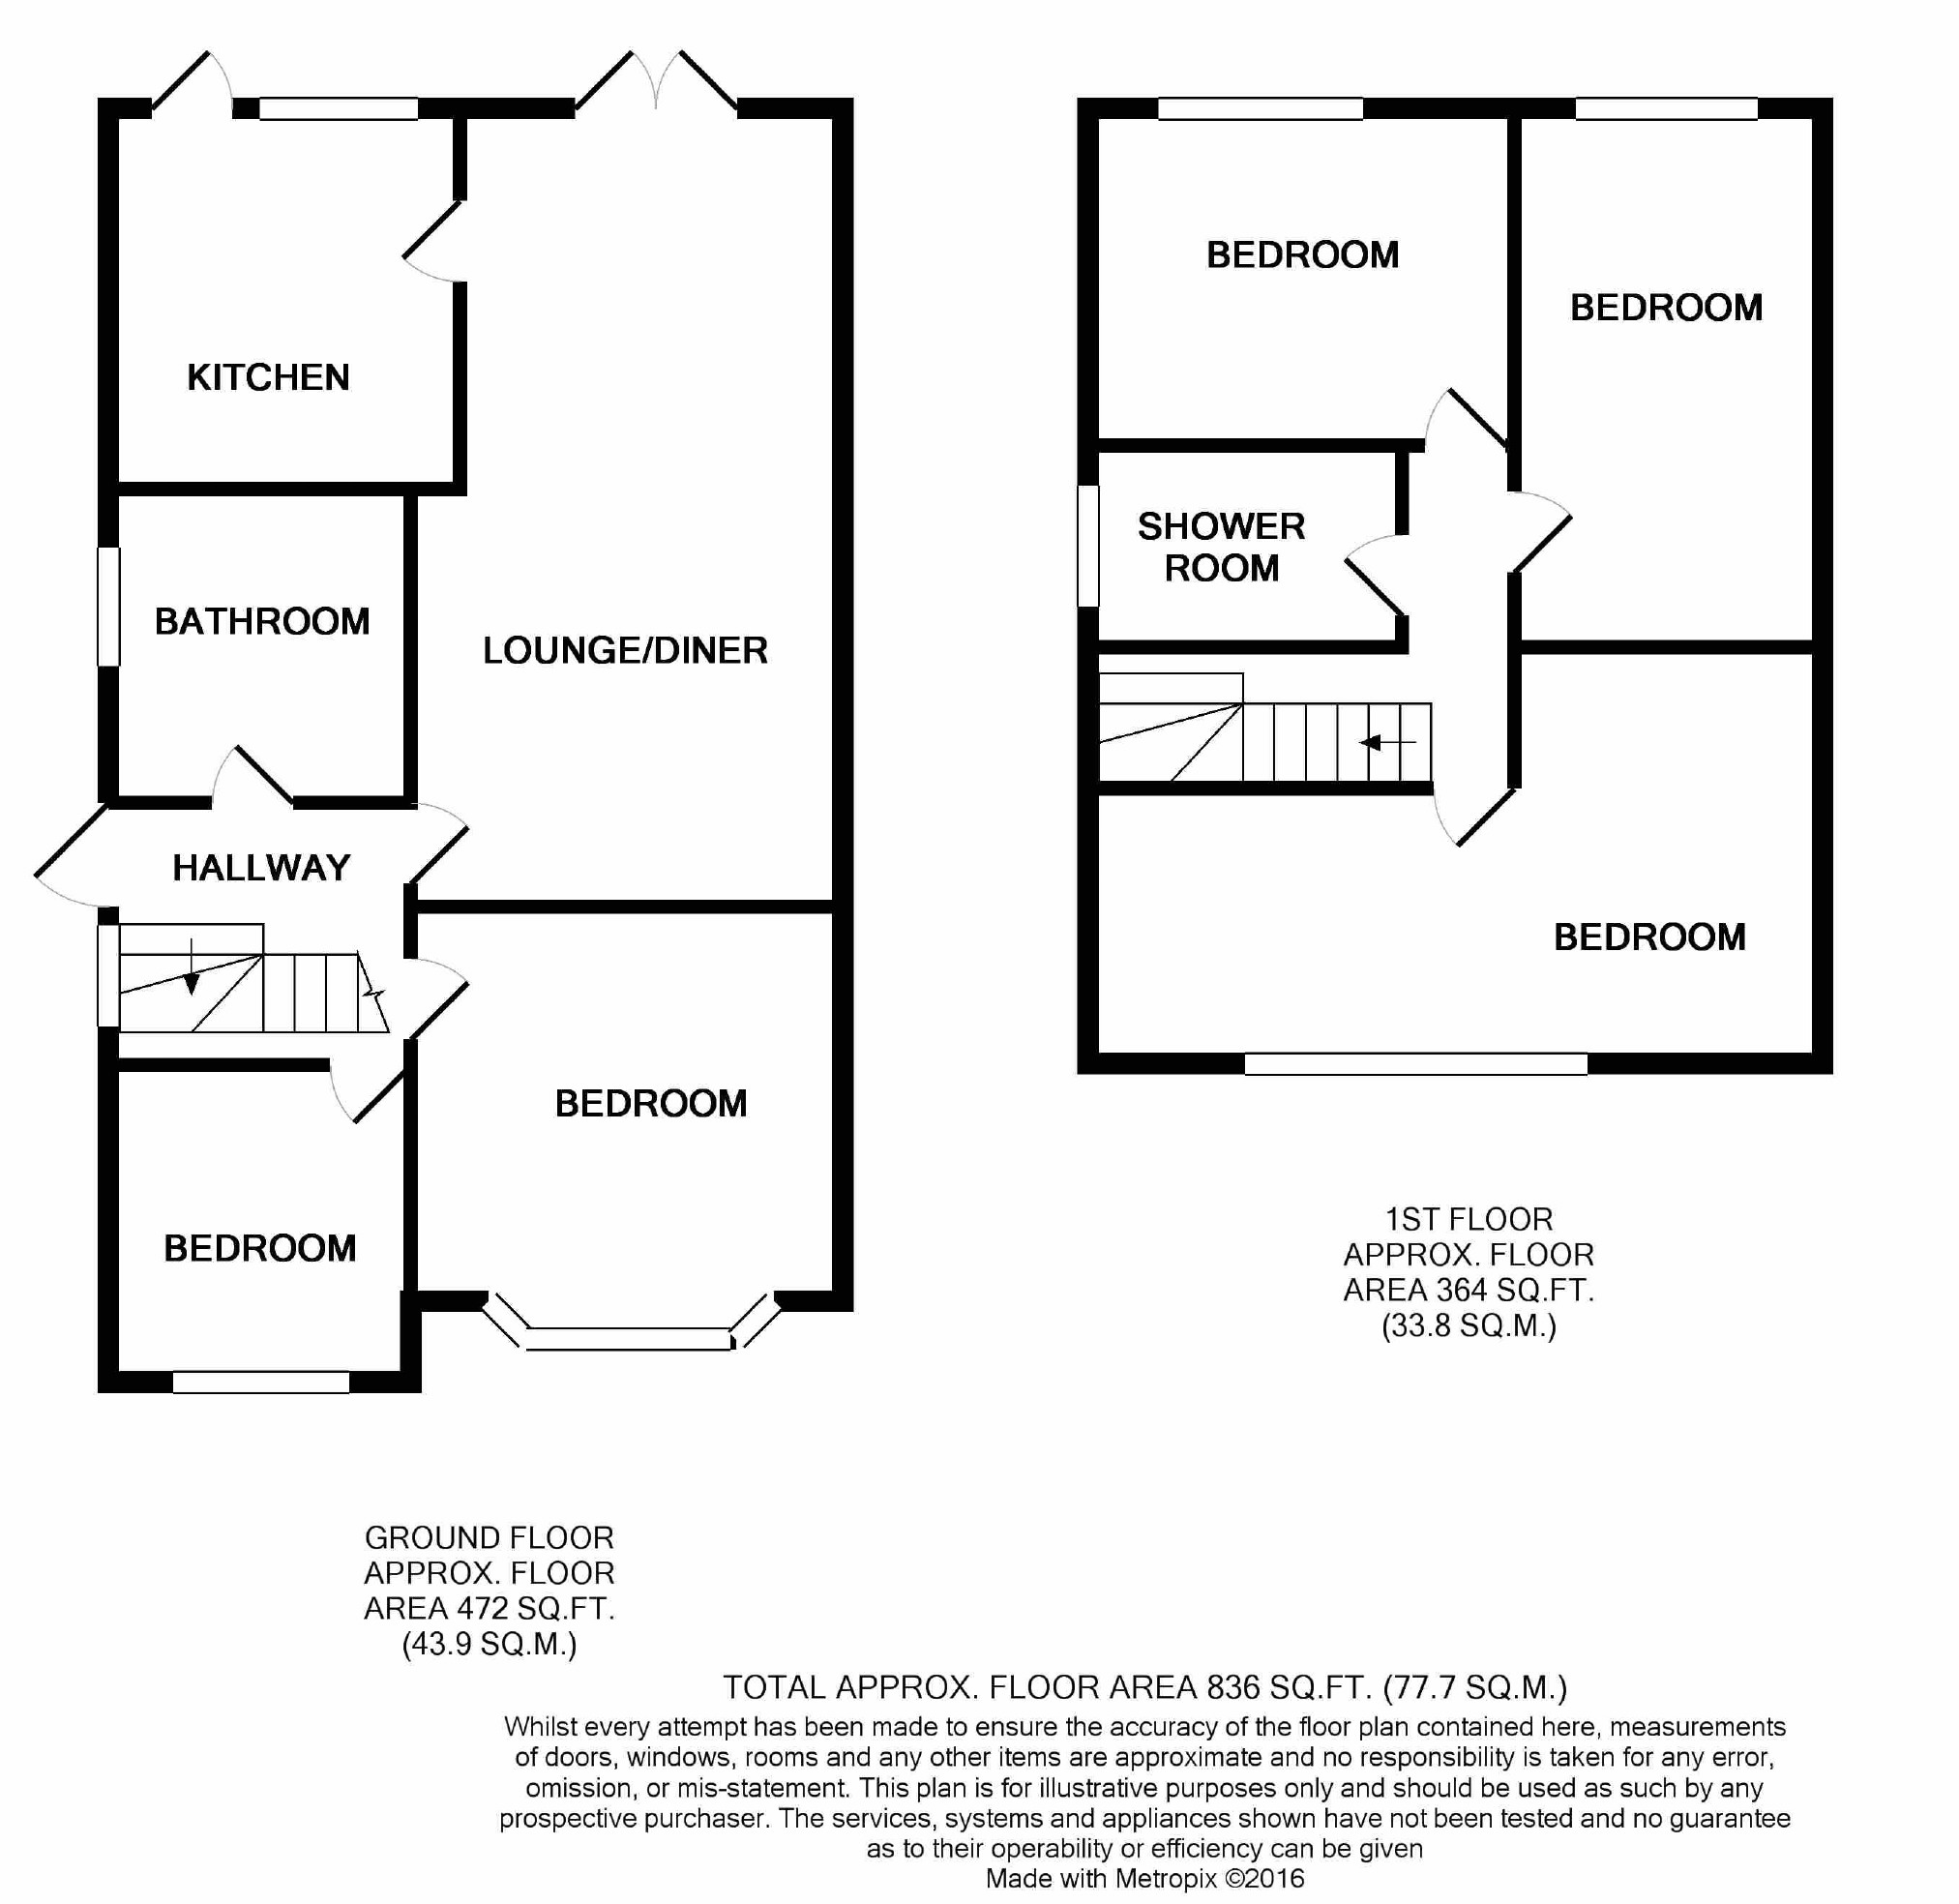 KITCHEN
BATHROOM
LOUNGE/DINER
HALLWAY
BEDROOM
BEDROOM
GROUND FLOOR
APPROX. FLOOR
AREA 472 SQ.FT.
(43.9 SQ.M.)
BEDROOM
BEDROOM
SHOWER
ROOM
BEDROOM
1ST FLOOR
APPROX. FLOOR
AREA 364 SQ.FT.
(33.8 SQ.M.)
TOTAL APPROX. FLOOR AREA 836 SQ.FT. (77.7 SQ.M.)
Whilst every attempt has been made to ensure the accuracy of the floor plan contained here, measurements
of doors, windows, rooms and any other items are approximate and no responsibility is taken for any error,
omission, or mis-statement. This plan is for illustrative purposes only and should be used as such by any
prospective purchaser. The services, systems and appliances shown have not been tested and no guarantee
as to their operability or efficiency can be given
Made with Metropix ©2016